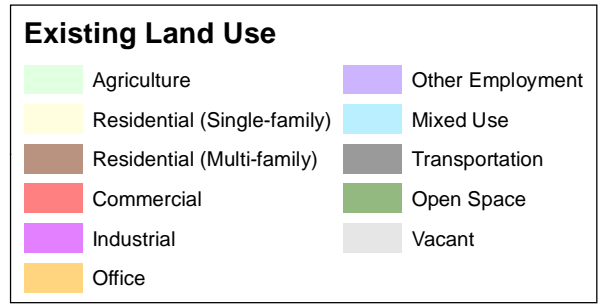 Existing Land Use
Agriculture
Residential (Single-family)
Residential (Multi-family)
Commercial
Industrial
Office
Other Employment
Mixed Use
Transportation
Open Space
Vacant